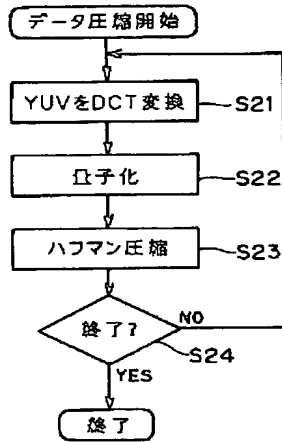 データ圧縮開始
YUVをDCT変換
S21
量子化
S22
ハフマン圧縮
S23
終了?
NO
S24
YES
終了